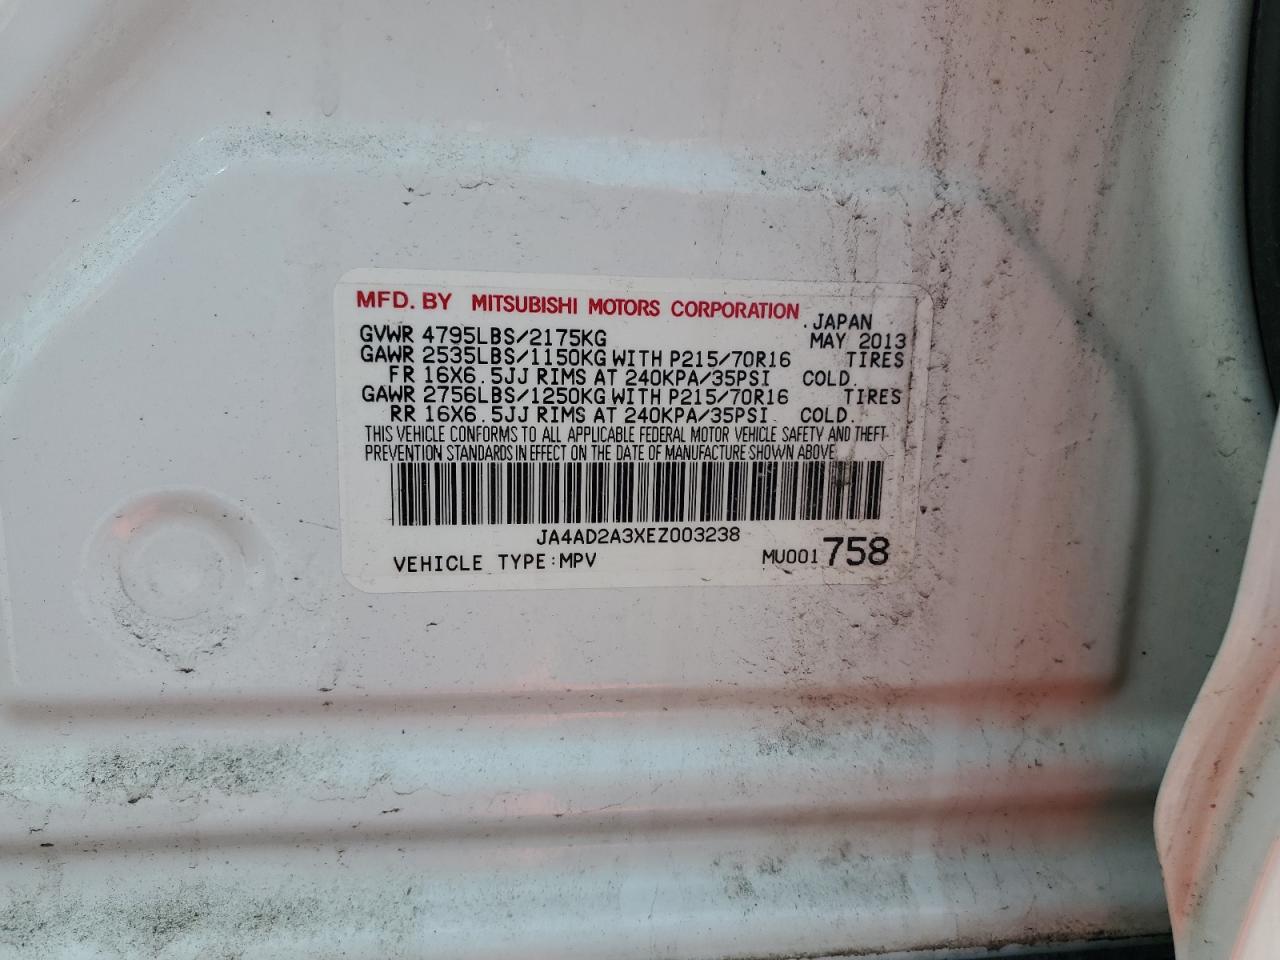 MFD. BY MITSUBISHI MOTORS CORPORATION
JAPAN
GVWR 4795LBS/2175KG MAY 2013
GAWR 2535LBS/1150KG WITH P215/70R16 TIRES
FR 16X6.5JJ RIMS AT 240KPA/35PSI COLD.
GAWR 2756LBS/1250KG WITH P215/70R16 TIRES
RR 16X6.5JJ RIMS AT 240KPA/35PSI COLD.
THIS VEHICLE CONFORMS TO ALL APPLICABLE FEDERAL MOTOR VEHICLE SAFETY AND THEFT
PREVENTION STANDARDS IN EFFECT ON THE DATE OF MANUFACTURE SHOWN ABOVE.
JA4AD2A3XEZ003238
VEHICLE TYPE:MPV MU001758